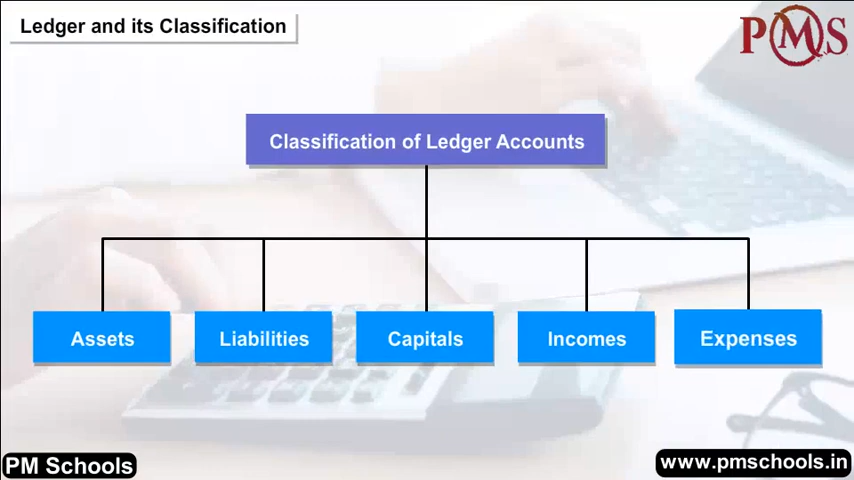 Ledger and its Classification
PMS
Classification of Ledger Accounts
Assets
Liabilities
Capitals
Incomes
Expenses
PM Schools
www.pmschools.in